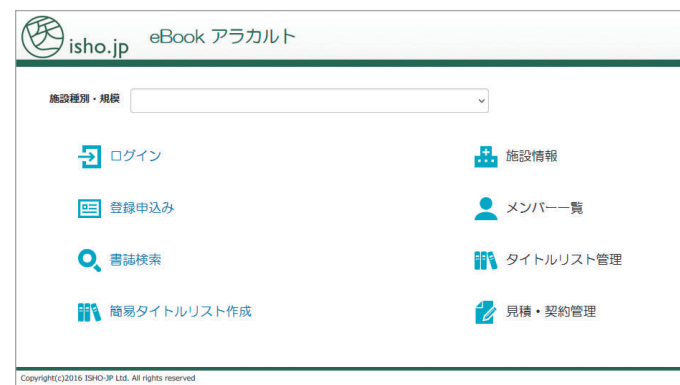 医 isho.jp eBook アラカルト
施設種別・規模
ログイン
施設情報
登録申込み
メンバー一覧
書誌検索
タイトルリスト管理
簡易タイトルリスト作成
見積・契約管理
Copyright(c)2016 ISHO-JP Ltd. All rights reserved